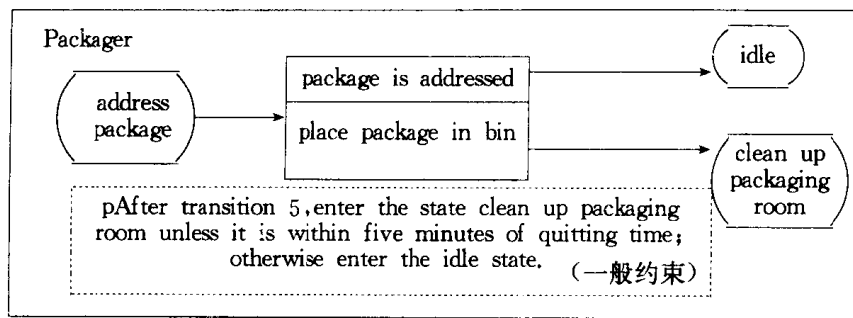 Packager
address
package
package is addressed
place package in bin
idle
clean up
packaging
room
pAfter transition 5,enter the state clean up packaging
room unless it is within five minutes of quitting time;
otherwise enter the idle state.
(一般约束)